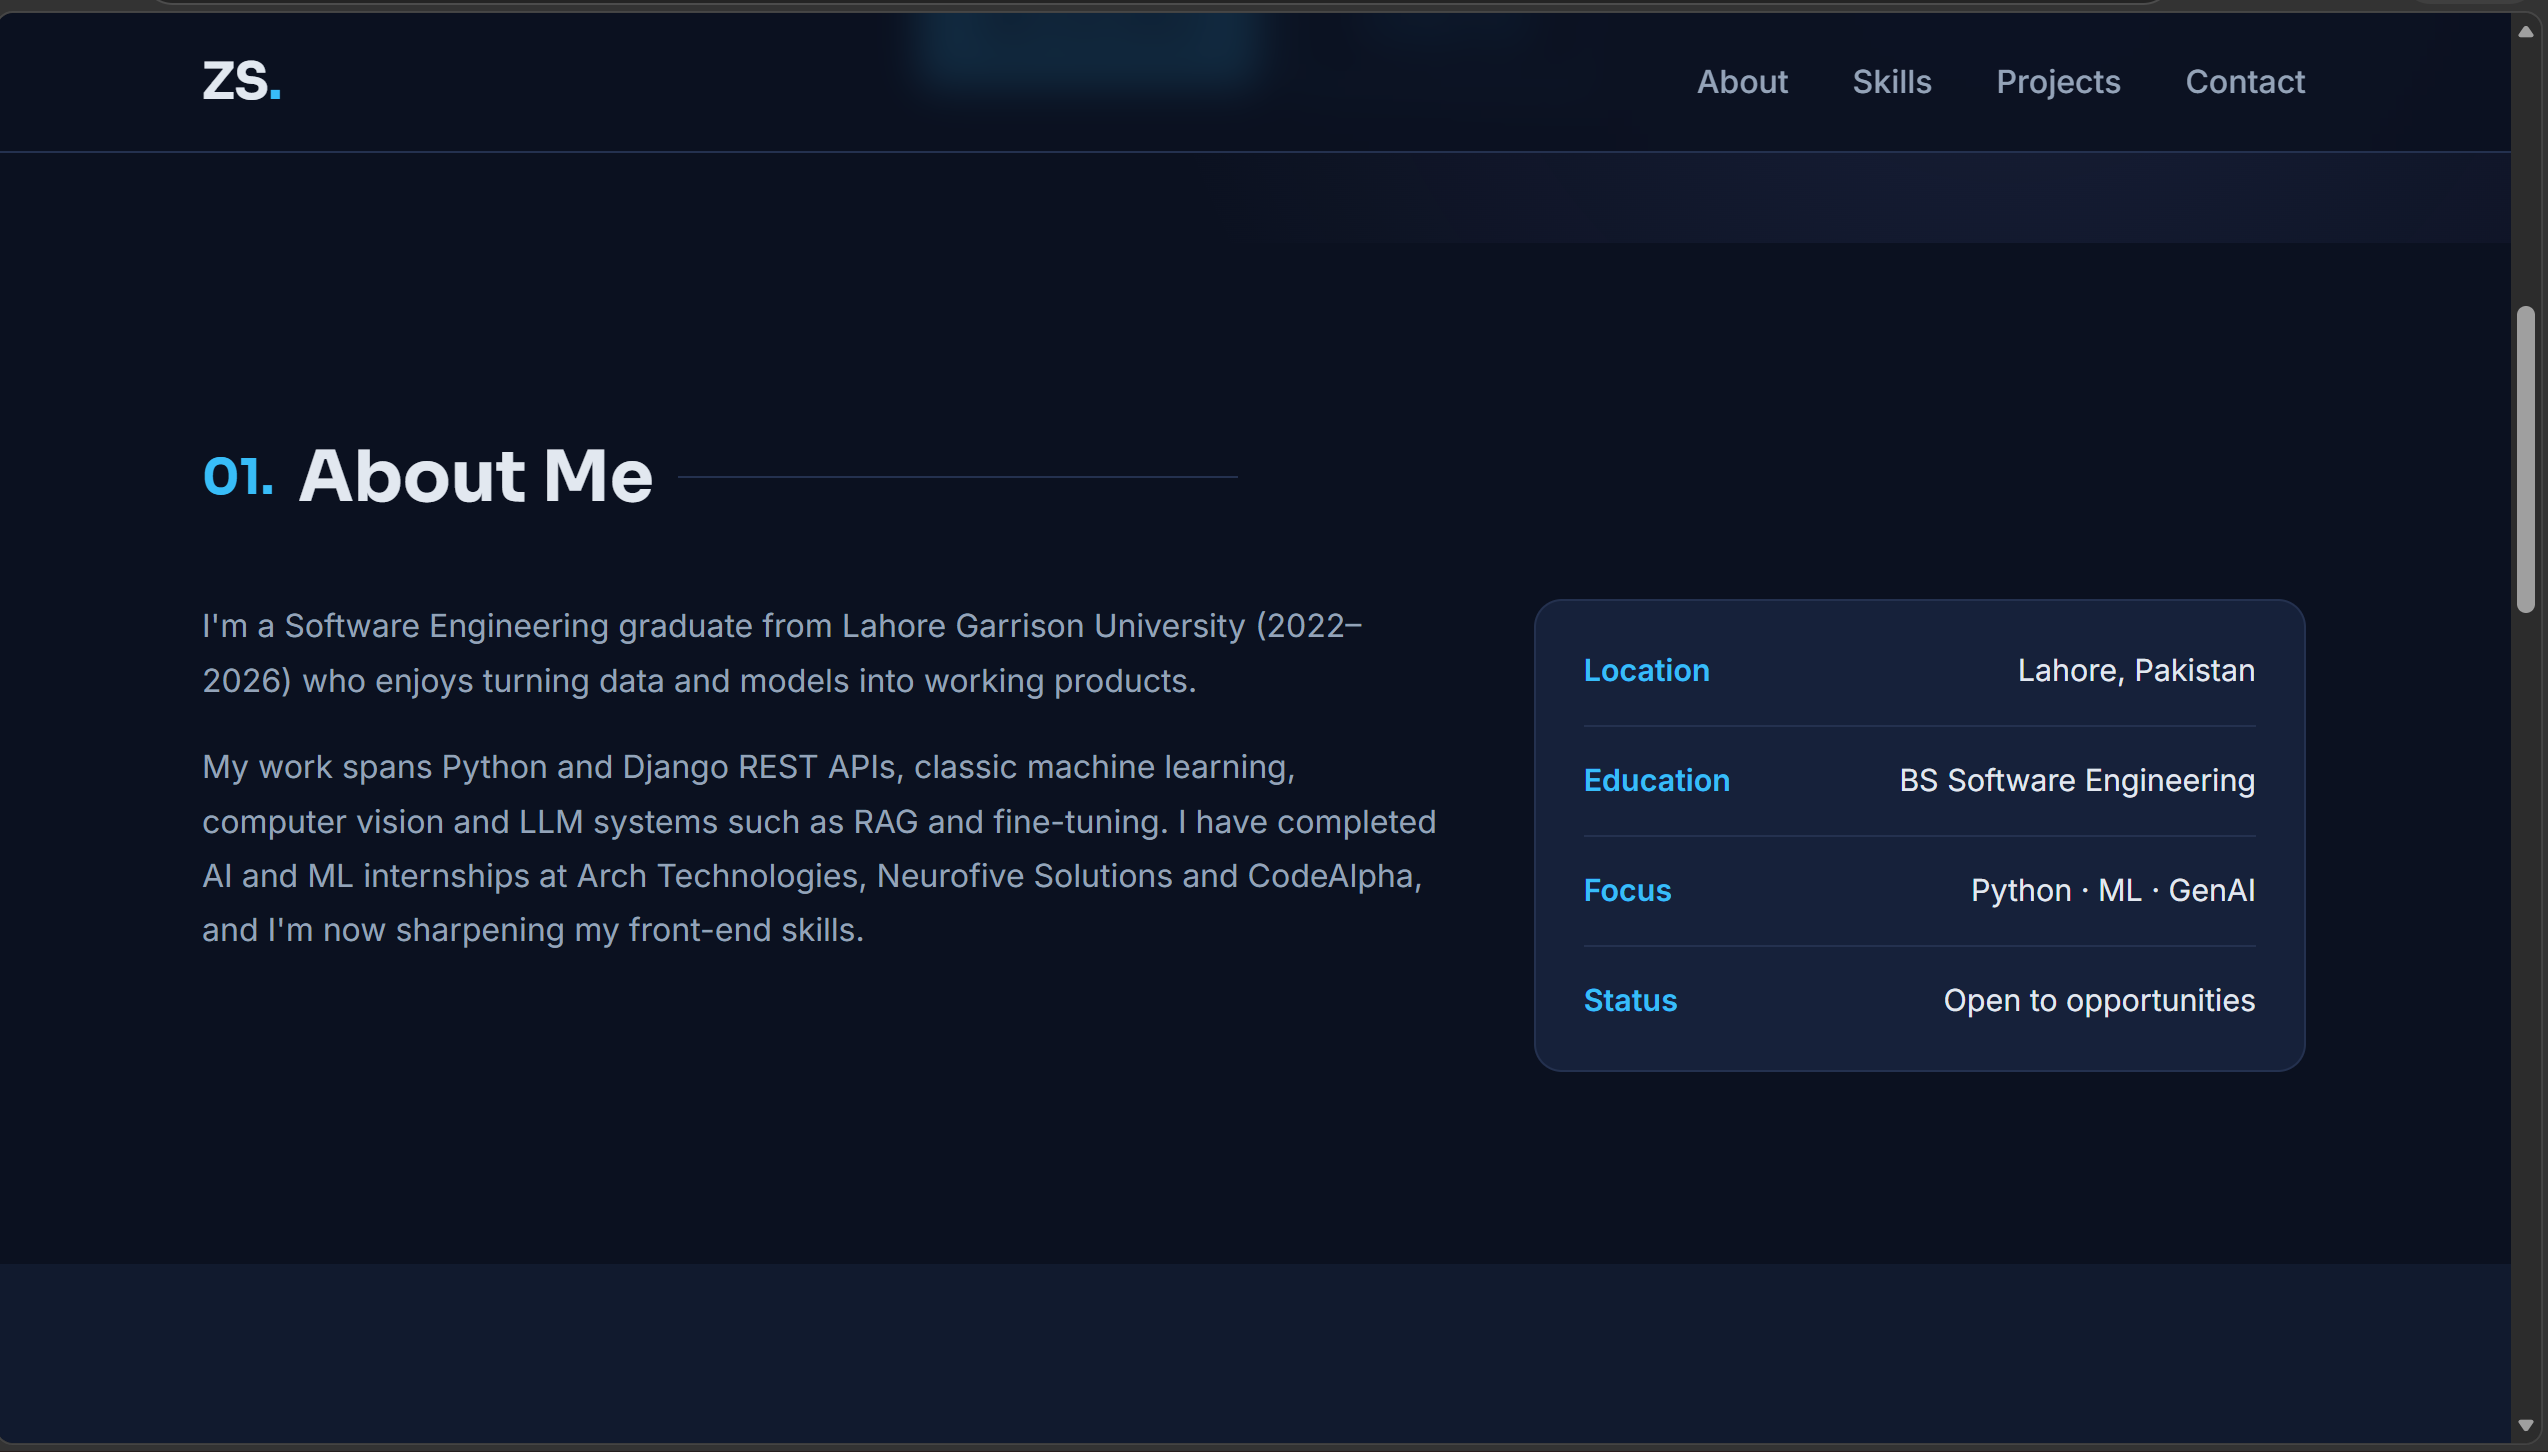 ZS.
About Skills Projects Contact
01. About Me
I'm a Software Engineering graduate from Lahore Garrison University (2022–
2026) who enjoys turning data and models into working products.
My work spans Python and Django REST APIs, classic machine learning,
computer vision and LLM systems such as RAG and fine-tuning. I have completed
AI and ML internships at Arch Technologies, Neurofive Solutions and CodeAlpha,
and I'm now sharpening my front-end skills.
Location Lahore, Pakistan
Education BS Software Engineering
Focus Python · ML · GenAI
Status Open to opportunities